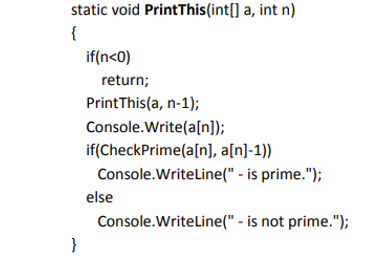 static void PrintThis(int[] a, int n)
{
if(n<0)
return;
PrintThis(a, n-1);
Console.Write(a[n]);
if(CheckPrime(a[n], a[n]-1))
Console.WriteLine(" - is prime.");
else
Console.WriteLine(" - is not prime.");
}